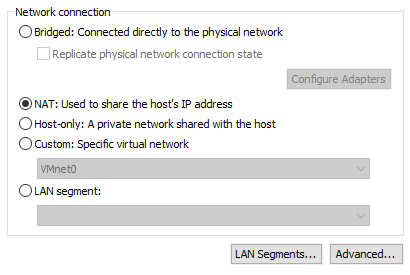 Network connection
Bridged: Connected directly to the physical network
Replicate physical network connection state
Configure Adapters
NAT: Used to share the host's IP address
Host-only: A private network shared with the host
Custom: Specific virtual network
VMnet0
LAN segment:
LAN Segments... Advanced...